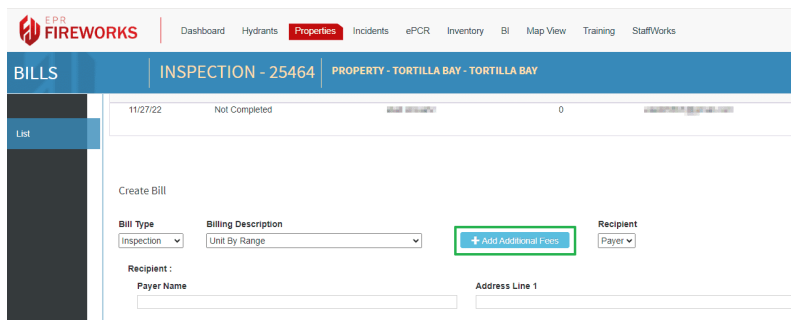 EPR
FIREWORKS
Dashboard Hydrants Properties Incidents ePCR Inventory BI Map View Training StaffWorks
BILLS INSPECTION - 25464 PROPERTY - TORTILLA BAY - TORTILLA BAY
11/27/22 Not Completed 0
List
Create Bill
Bill Type Billing Description Recipient
Inspection Unit By Range + Add Additional Fees Payer
Recipient :
Payer Name Address Line 1